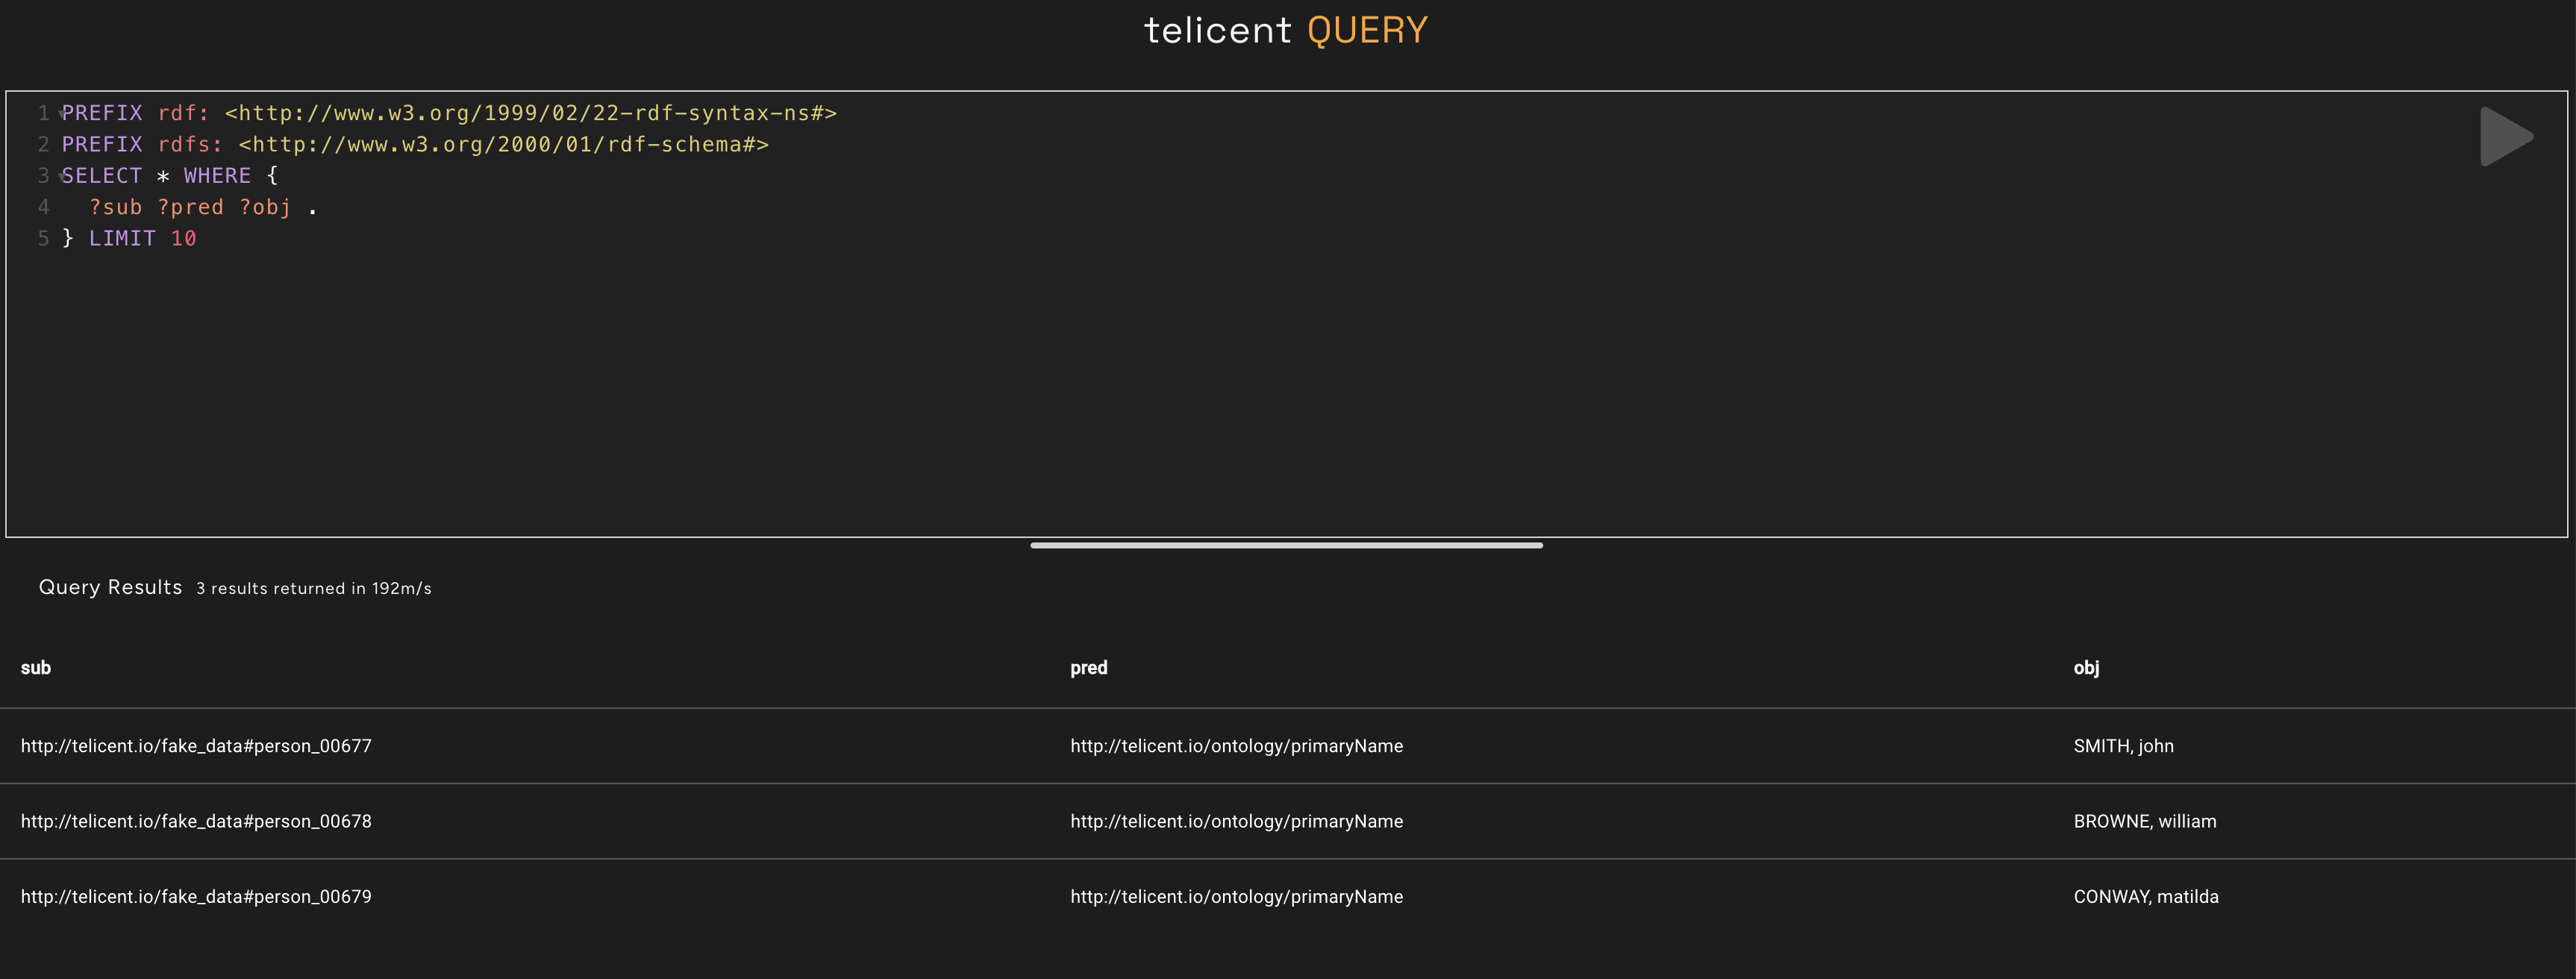 telicent QUERY
1 PREFIX rdf: <http://www.w3.org/1999/02/22-rdf-syntax-ns#>
2 PREFIX rdfs: <http://www.w3.org/2000/01/rdf-schema#>
3 SELECT * WHERE {
4   ?sub ?pred ?obj .
5 } LIMIT 10
Query Results 3 results returned in 192m/s
sub pred obj
http://telicent.io/fake_data#person_00677 http://telicent.io/ontology/primaryName SMITH, john
http://telicent.io/fake_data#person_00678 http://telicent.io/ontology/primaryName BROWNE, william
http://telicent.io/fake_data#person_00679 http://telicent.io/ontology/primaryName CONWAY, matilda